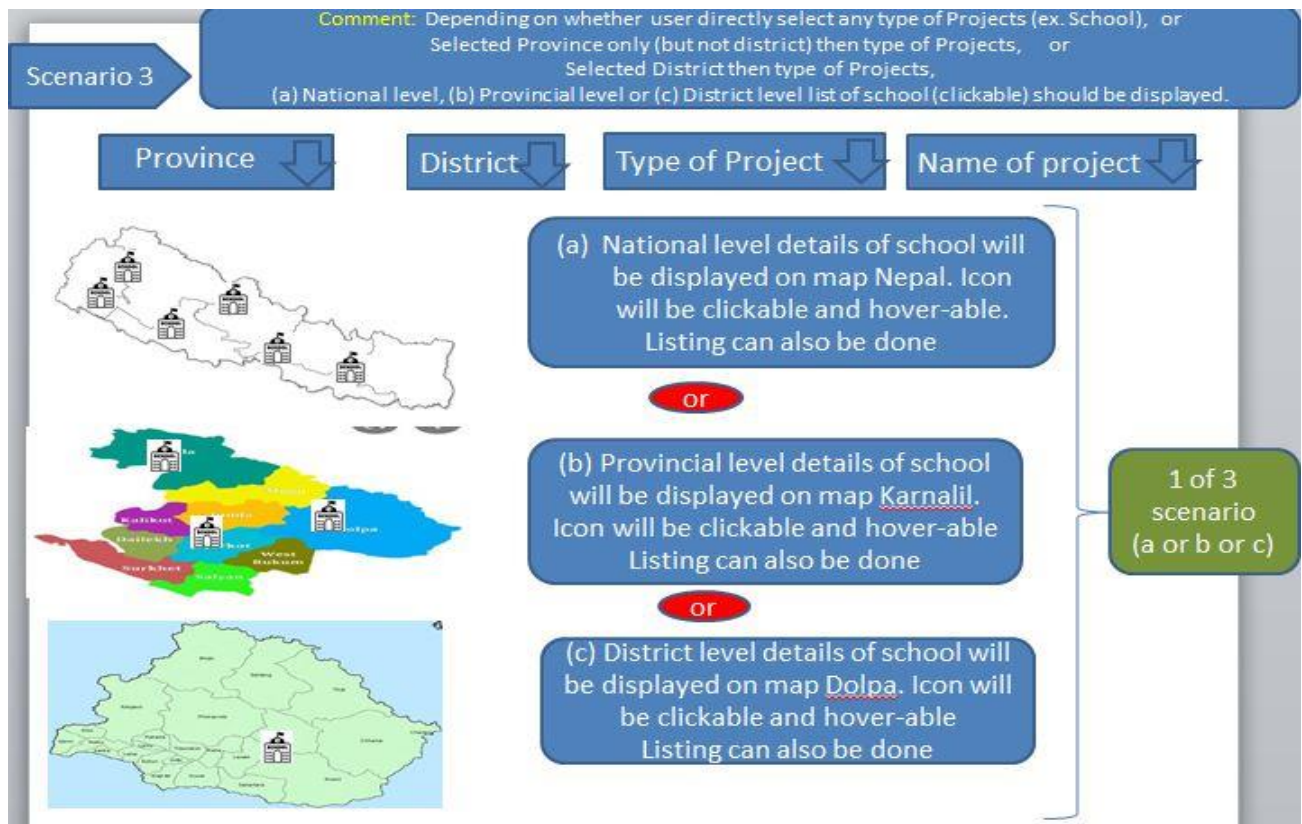 Comment: Depending on whether user directly select any type of Projects (ex. School), or
Selected Province only (but not district) then type of Projects, or
Selected District then type of Projects,
(a) National level, (b) Provincial level or (c) District level list of school (clickable) should be displayed.
Scenario 3
Province
District
Type of Project
Name of project
(a) National level details of school will
be displayed on map Nepal. Icon
will be clickable and hover-able.
Listing can also be done
or
(b) Provincial level details of school
will be displayed on map Karnalil.
Icon will be clickable and hover-able
Listing can also be done
or
(c) District level details of school will
be displayed on map Dolpa. Icon will
be clickable and hover-able
Listing can also be done
1 of 3
scenario
(a or b or c)
Kalikot
Dailekh
West
Rukum
Surkhet
Salyan